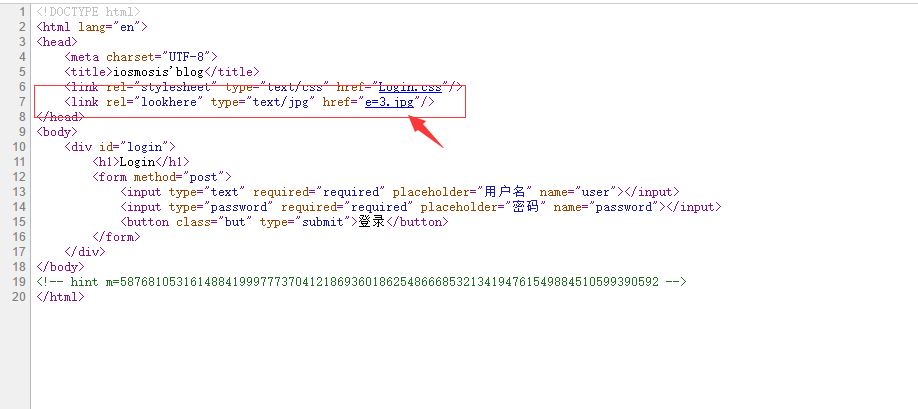 1 <!DOCTYPE html>
2 <html lang="en">
3 <head>
4 <meta charset="UTF-8">
5 <title>iosmosis'blog</title>
6 <link rel="stylesheet" type="text/css" href="Login.css"/>
7 <link rel="lookhere" type="text/jpg" href="e=3.jpg"/>
8 </head>
9 <body>
10 <div id="login">
11 <h1>Login</h1>
12 <form method="post">
13 <input type="text" required="required" placeholder="用户名" name="user"></input>
14 <input type="password" required="required" placeholder="密码" name="password"></input>
15 <button class="but" type="submit">登录</button>
16 </form>
17 </div>
18 </body>
19 <!-- hint m=5876810531614884199977737041218693601862548666853213419476154988451059​9390592 -->
20 </html>